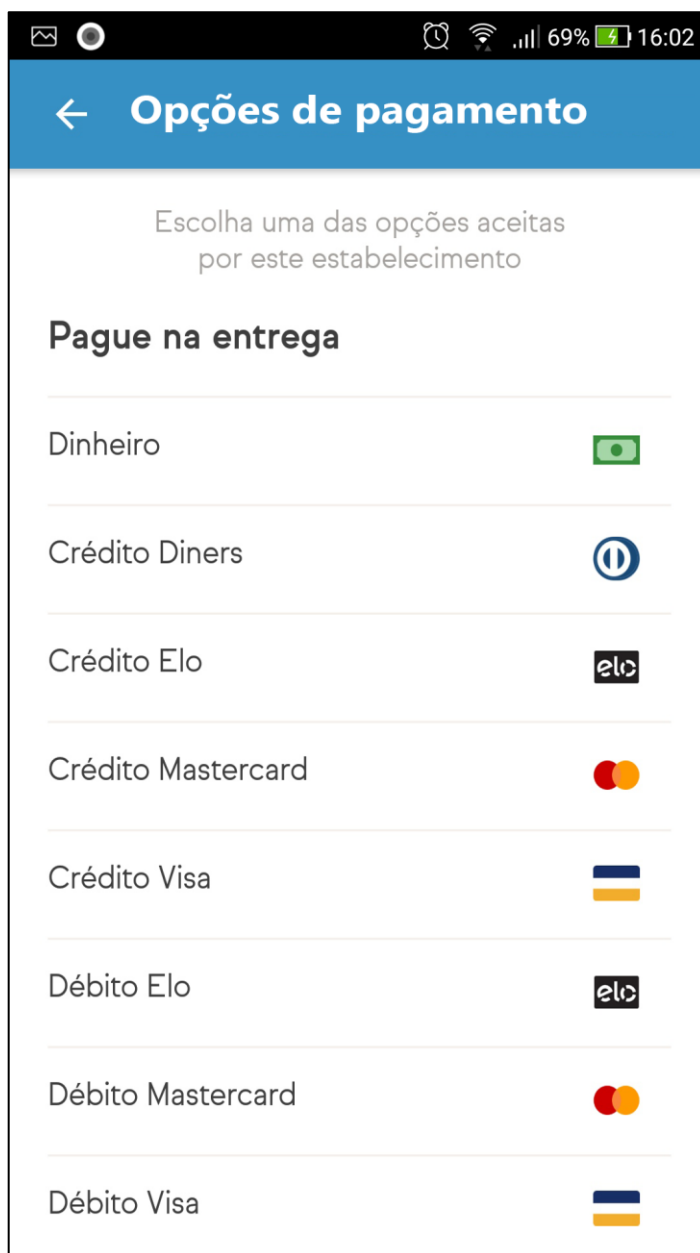 69% 16:02
Opções de pagamento
Escolha uma das opções aceitas
por este estabelecimento
Pague na entrega
Dinheiro
Crédito Diners
Crédito Elo elo
Crédito Mastercard
Crédito Visa
Débito Elo elo
Débito Mastercard
Débito Visa